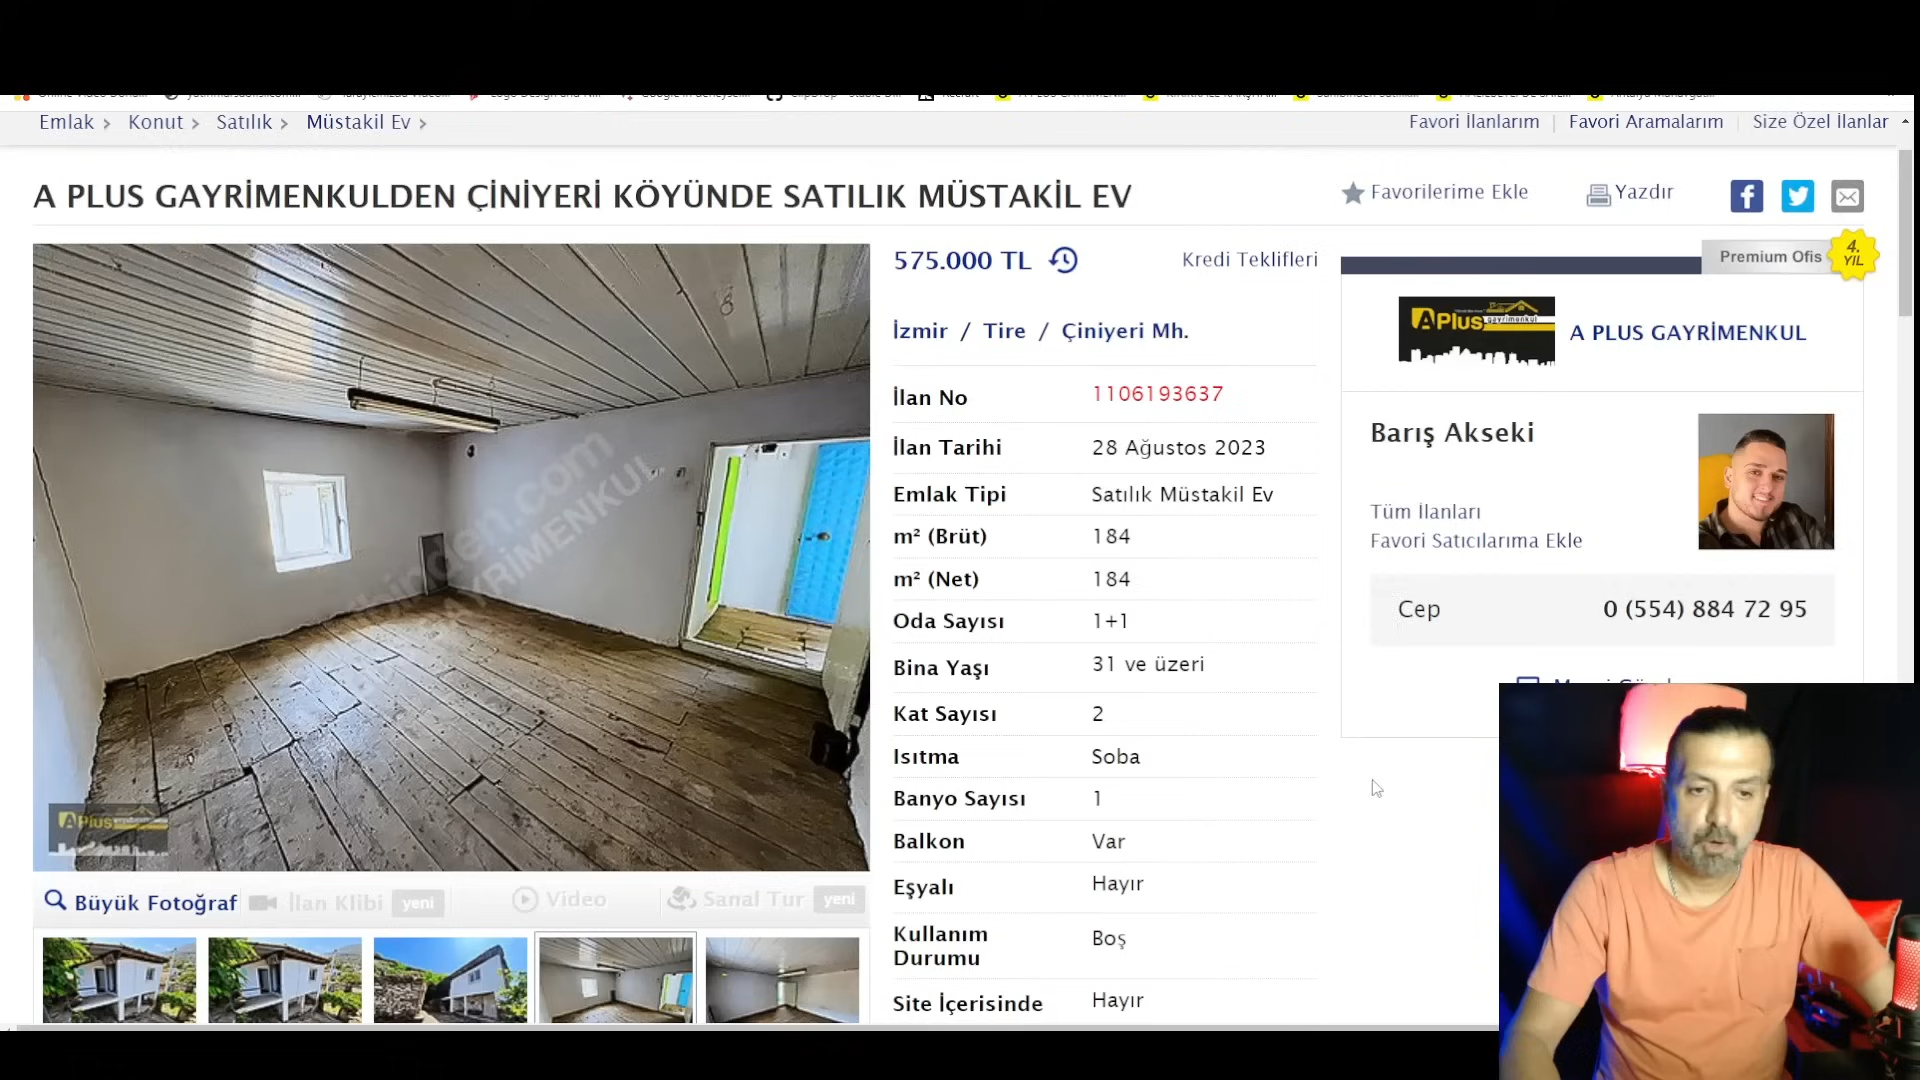 Emlak > Konut > Satılık > Müstakil Ev >
Favori İlanlarım | Favori Aramalarım | Size Özel İlanlar
A PLUS GAYRİMENKULDEN ÇİNİYERİ KÖYÜNDE SATILIK MÜSTAKİL EV
Favorilerime Ekle
Yazdır
575.000 TL
Kredi Teklifleri
Premium Ofis
4. YIL
İzmir / Tire / Çiniyeri Mh.
APlus gayrimenkul
A PLUS GAYRİMENKUL
İlan No 1106193637
İlan Tarihi 28 Ağustos 2023
Emlak Tipi Satılık Müstakil Ev
m² (Brüt) 184
m² (Net) 184
Oda Sayısı 1+1
Bina Yaşı 31 ve üzeri
Kat Sayısı 2
Isıtma Soba
Banyo Sayısı 1
Balkon Var
Eşyalı Hayır
Kullanım
Durumu Boş
Site İçerisinde Hayır
Barış Akseki
Tüm İlanları
Favori Satıcılarıma Ekle
Cep 0 (554) 884 72 95
APlus
Büyük Fotoğraf
İlan Klibi yeni
Video
Sanal Tur yeni